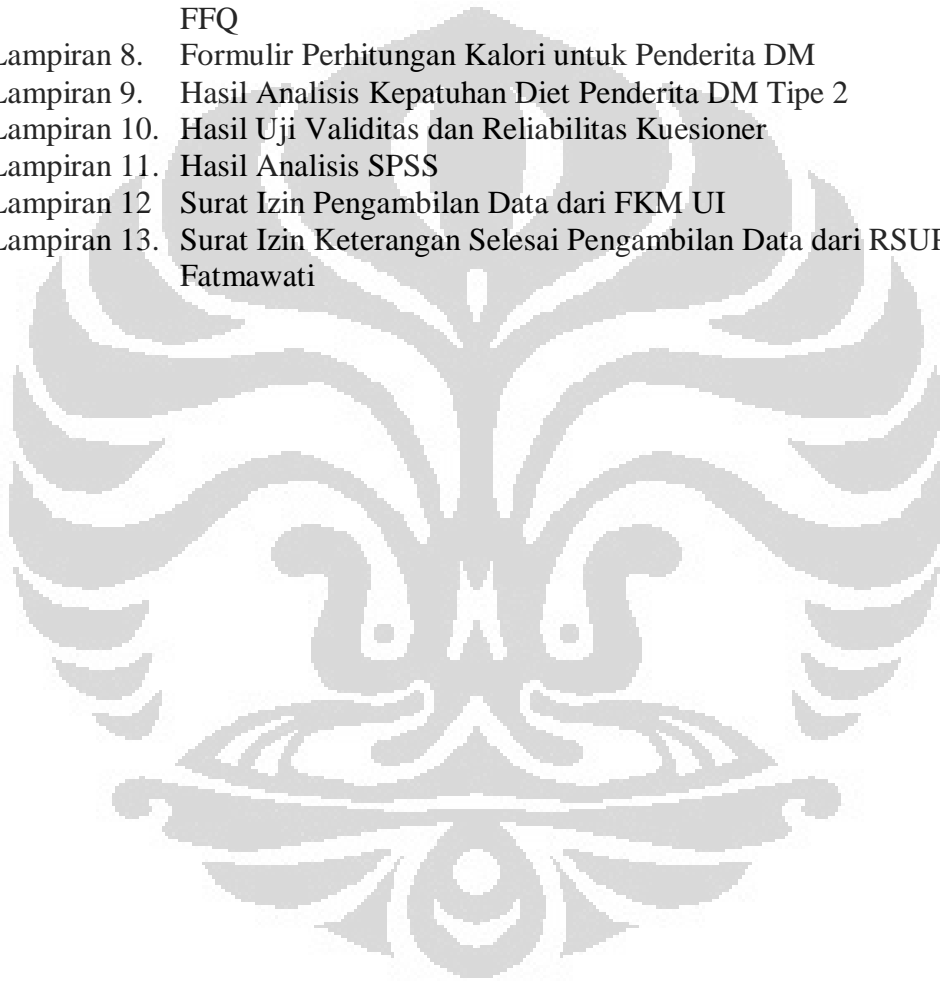 FFQ
Lampiran 8. Formulir Perhitungan Kalori untuk Penderita DM
Lampiran 9. Hasil Analisis Kepatuhan Diet Penderita DM Tipe 2
Lampiran 10. Hasil Uji Validitas dan Reliabilitas Kuesioner
Lampiran 11. Hasil Analisis SPSS
Lampiran 12 Surat Izin Pengambilan Data dari FKM UI
Lampiran 13. Surat Izin Keterangan Selesai Pengambilan Data dari RSUP
Fatmawati